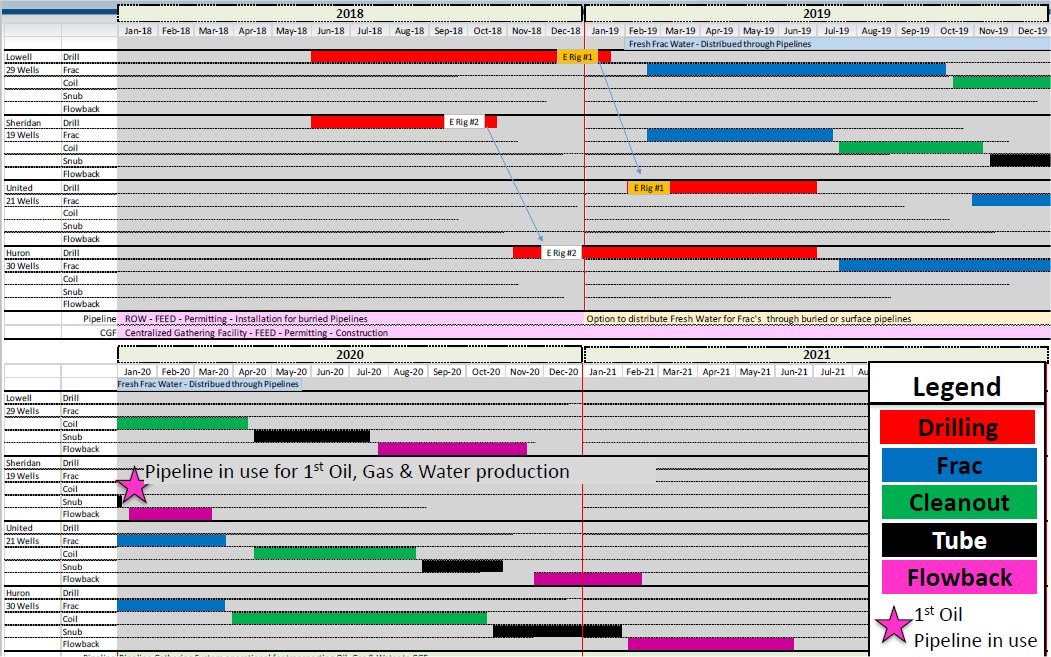 2018 2019
Jan-18 Feb-18 Mar-18 Apr-18 May-18 Jun-18 Jul-18 Aug-18 Sep-18 Oct-18 Nov-18 Dec-18 Jan-19 Feb-19 Mar-19 Apr-19 May-19 Jun-19 Jul-19 Aug-19 Sep-19 Oct-19 Nov-19 Dec-19
Fresh Frac Water - Distribued through Pipelines
Lowell Drill E Rig #1
29 Wells Frac
Coil
Snub
Flowback
Sheridan Drill E Rig #2
19 Wells Frac
Coil
Snub
Flowback
United Drill E Rig #1
21 Wells Frac
Coil
Snub
Flowback
Huron Drill E Rig #2
30 Wells Frac
Coil
Snub
Flowback
Pipeline ROW - FEED - Permitting - Installation for burried Pipelines Option to distribute Fresh Water for Frac's through buried or surface pipelines
CGF Centralized Gathering Facility - FEED - Permitting - Construction
2020 2021
Jan-20 Feb-20 Mar-20 Apr-20 May-20 Jun-20 Jul-20 Aug-20 Sep-20 Oct-20 Nov-20 Dec-20 Jan-21 Feb-21 Mar-21 Apr-21 May-21 Jun-21 Jul-21 Au
Fresh Frac Water - Distribued through Pipelines
Lowell Drill
29 Wells Frac
Coil
Snub
Flowback
Sheridan Drill
19 Wells Frac
Pipeline in use for 1st Oil, Gas & Water production
Coil
Snub
Flowback
United Drill
21 Wells Frac
Coil
Snub
Flowback
Huron Drill
30 Wells Frac
Coil
Snub
Flowback
Legend
Drilling
Frac
Cleanout
Tube
Flowback
1st Oil
Pipeline in use